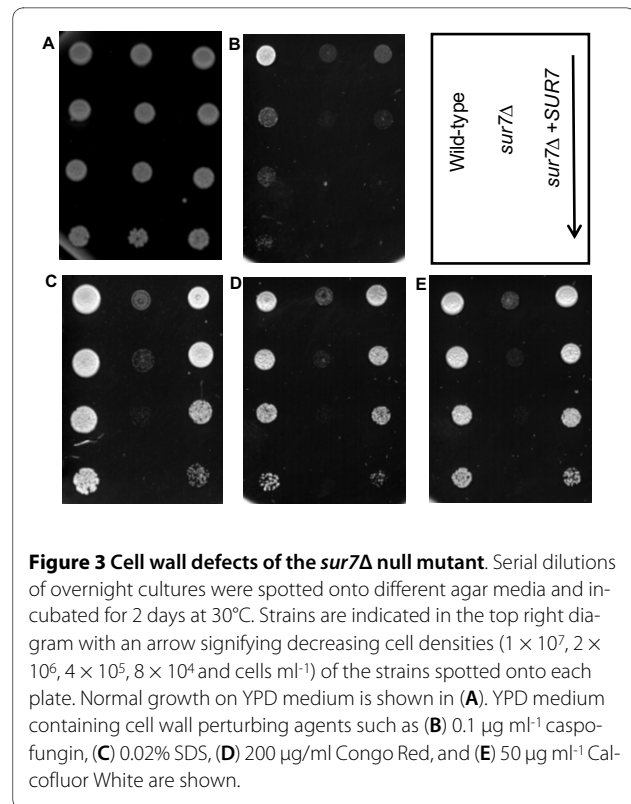 A
B
Wild-type
sur7Δ
sur7Δ +SUR7
C
D
E
Figure 3 Cell wall defects of the sur7Δ null mutant. Serial dilutions
of overnight cultures were spotted onto different agar media and in-
cubated for 2 days at 30°C. Strains are indicated in the top right dia-
gram with an arrow signifying decreasing cell densities (1 × 10⁷, 2 ×
10⁶, 4 × 10⁵, 8 × 10⁴ and cells ml⁻¹) of the strains spotted onto each
plate. Normal growth on YPD medium is shown in (A). YPD medium
containing cell wall perturbing agents such as (B) 0.1 μg ml⁻¹ caspo-
fungin, (C) 0.02% SDS, (D) 200 μg/ml Congo Red, and (E) 50 μg ml⁻¹ Cal-
cofluor White are shown.